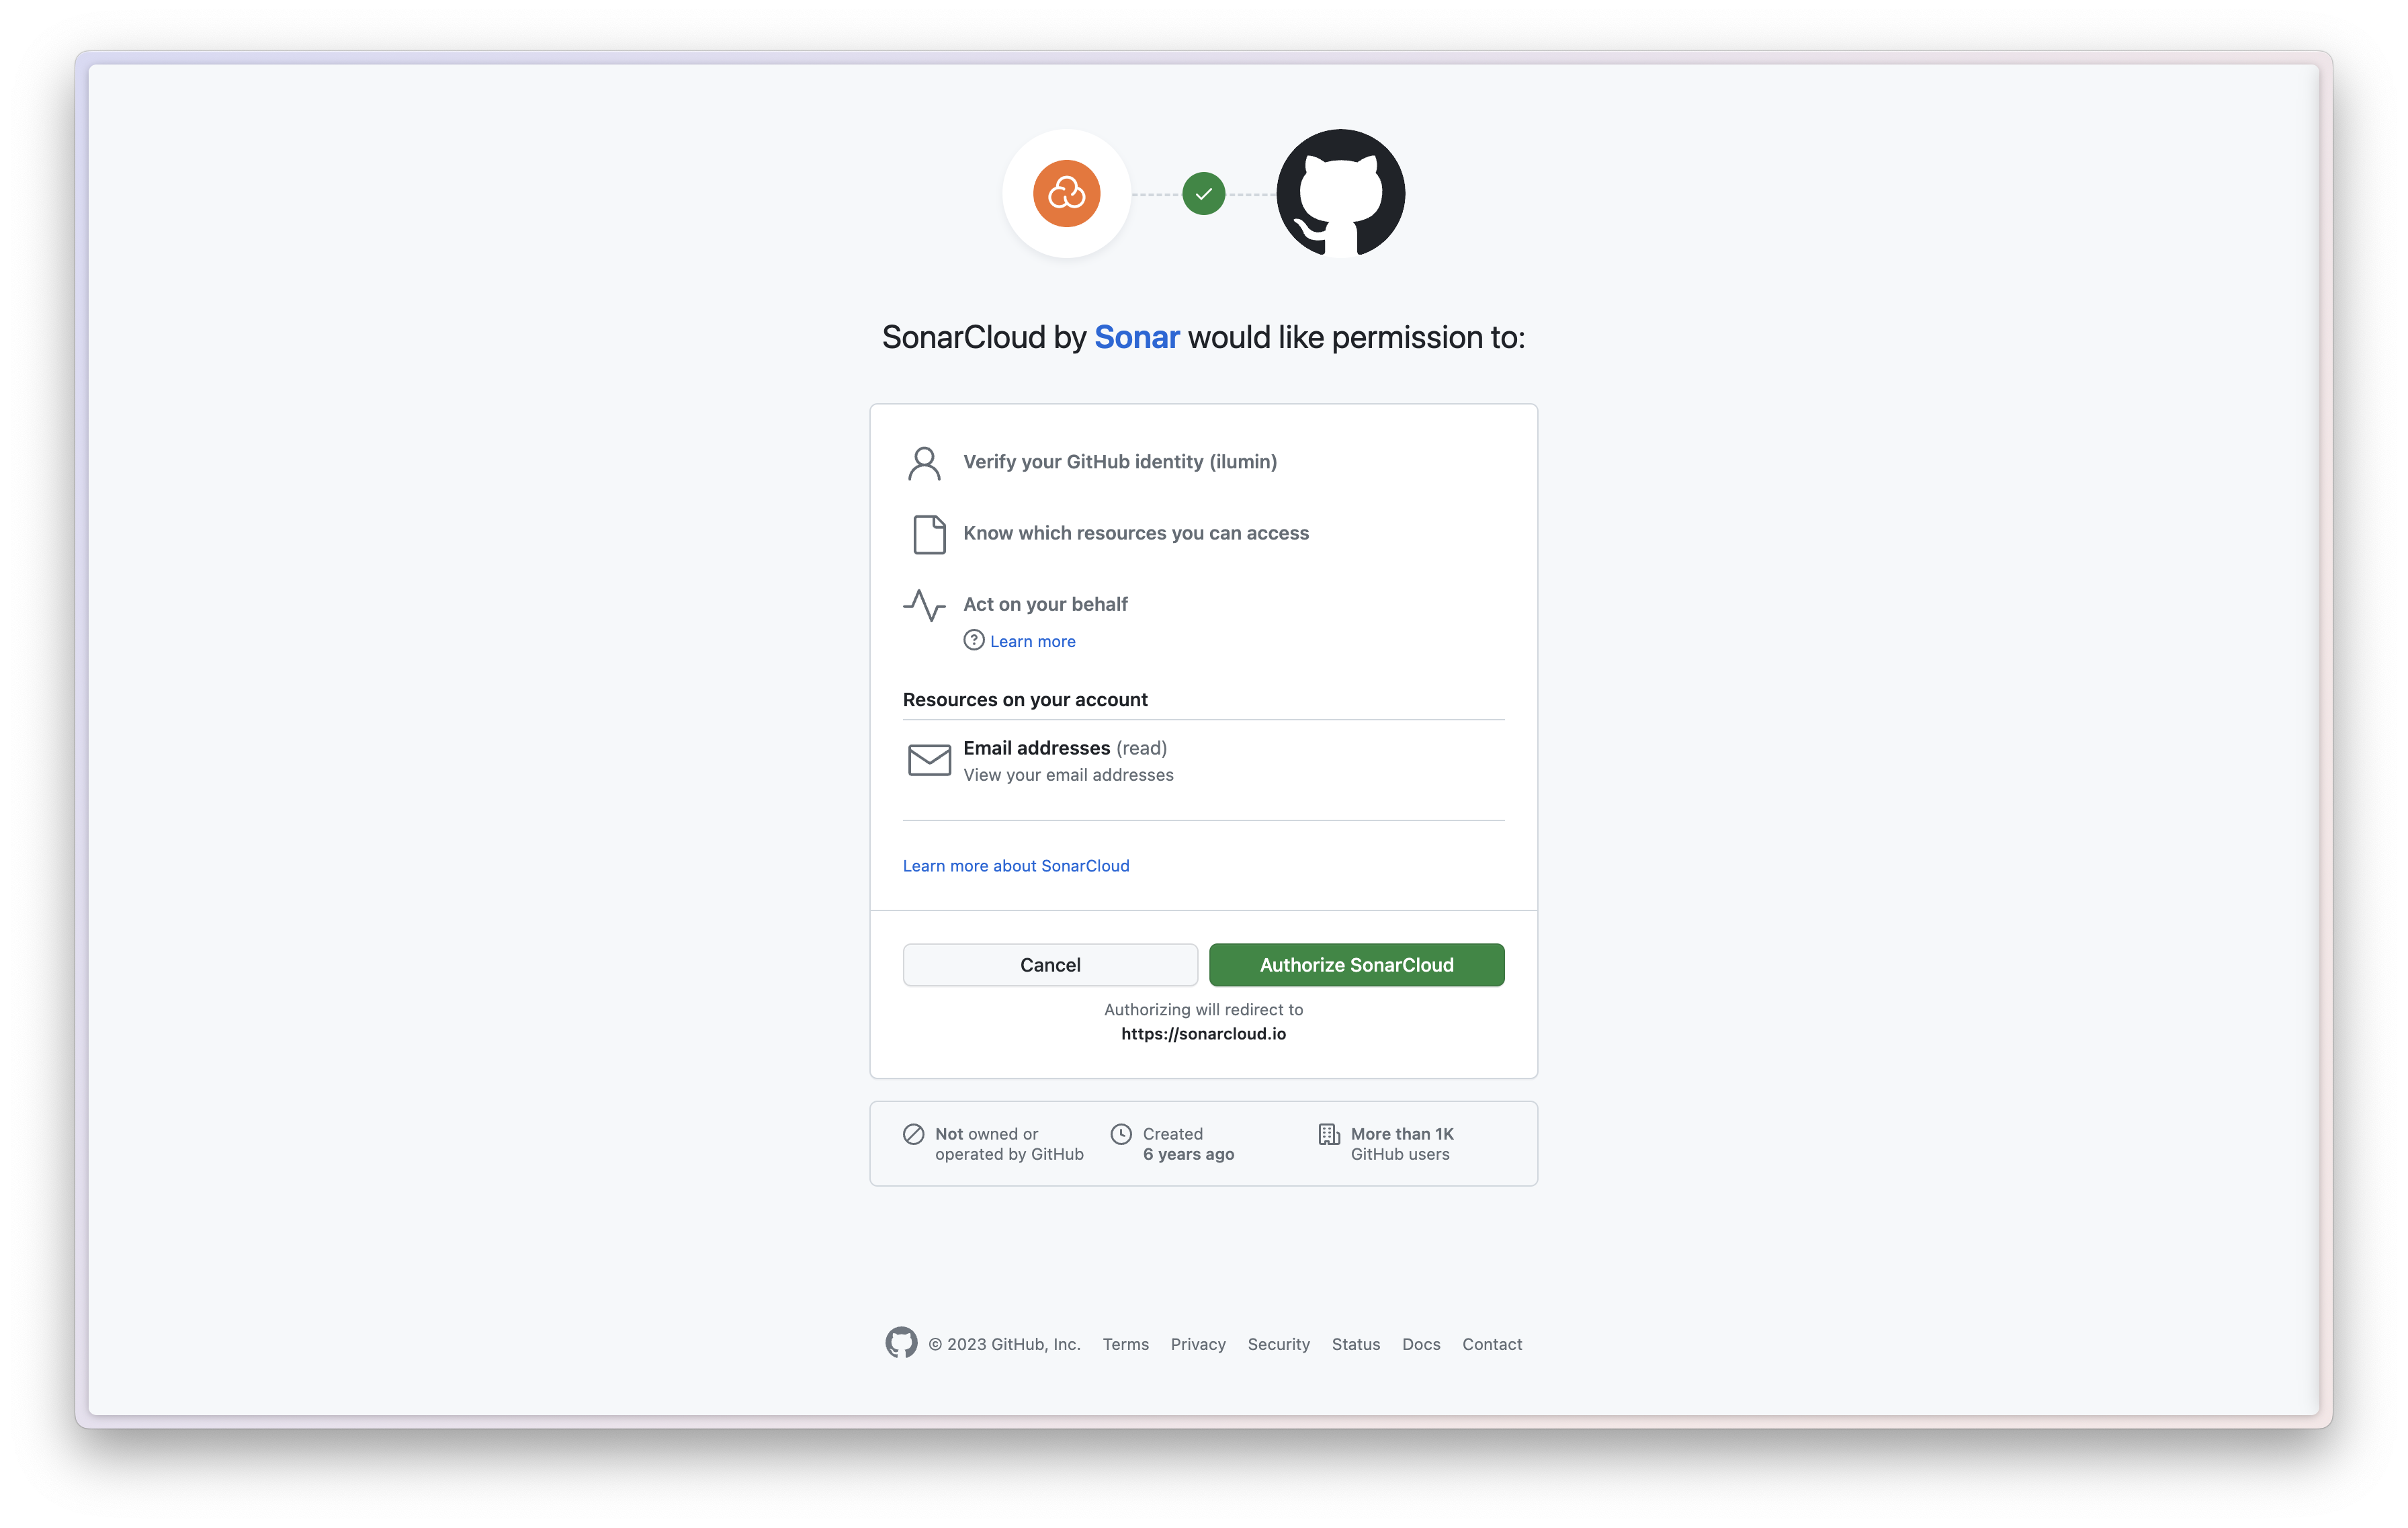 SonarCloud by Sonar would like permission to:
Verify your GitHub identity (ilumin)
Know which resources you can access
Act on your behalf
Learn more
Resources on your account
Email addresses (read)
View your email addresses
Learn more about SonarCloud
Cancel
Authorize SonarCloud
Authorizing will redirect to
https://sonarcloud.io
Not owned or
operated by GitHub
Created
6 years ago
More than 1K
GitHub users
© 2023 GitHub, Inc. Terms Privacy Security Status Docs Contact